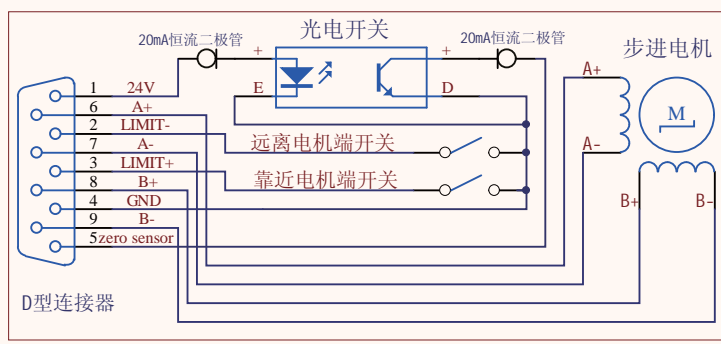 光电开关
20mA恒流二极管
20mA恒流二极管
步进电机
+
+
A+
E
D
M
1 24V
6 A+
2 LIMIT-
远离电机端开关
7 A-
A-
3 LIMIT+
靠近电机端开关
8 B+
4 GND
B+
B-
9 B-
5 zero sensor
D型连接器